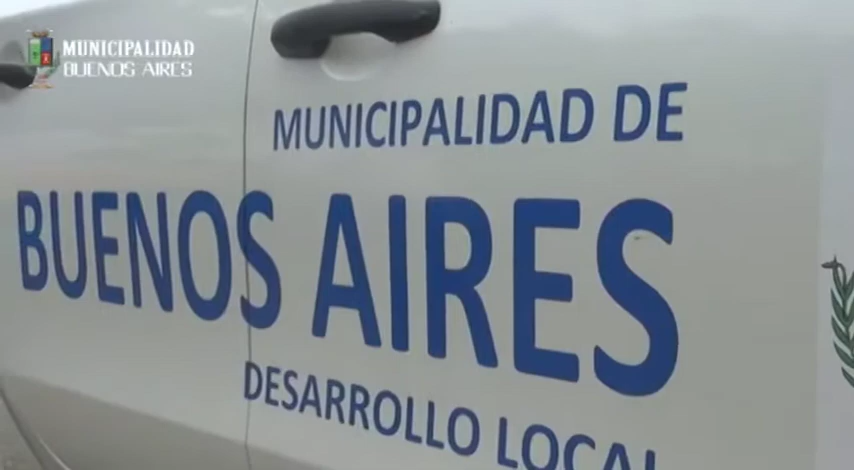 MUNICIPALIDAD
BUENOS AIRES
MUNICIPALIDAD DE
BUENOS AIRES
DESARROLLO LOCAL